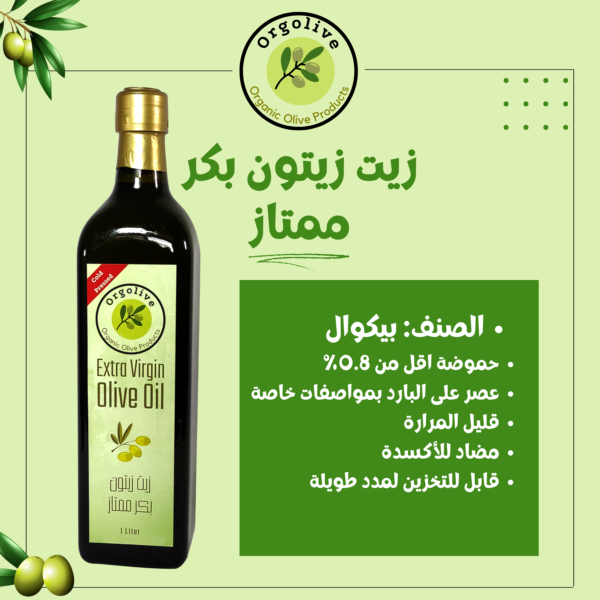 Orgolive
Organic Olive Products
زيت زيتون بكر
ممتاز
Cold
Pressed
Orgolive
Organic Olive Products
Extra Virgin
Olive Oil
زيت زيتون
بكر ممتاز
1 Liter
• الصنف: بيكوال
• حموضة اقل من 0.8%
• عصر على البارد بمواصفات خاصة
• قليل المرارة
• مضاد للأكسدة
• قابل للتخزين لمدد طويلة